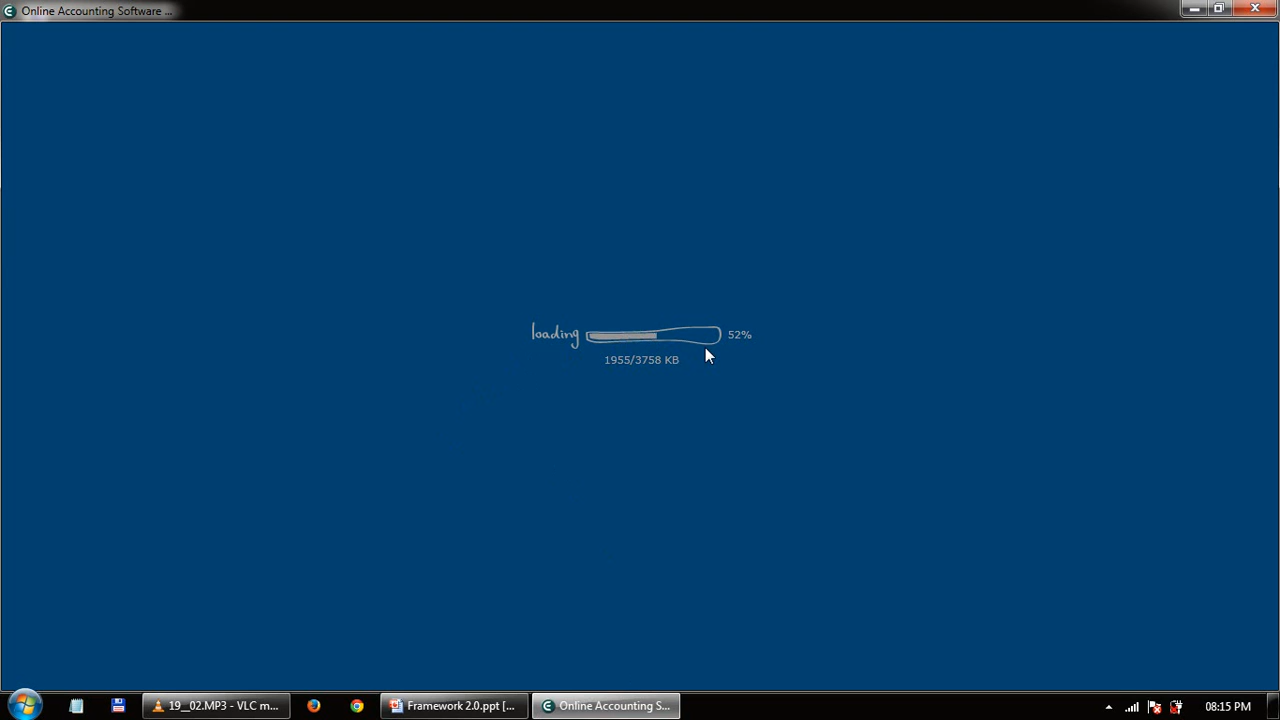 Online Accounting Software ...
loading 52%
1955/3758 KB
19__02.MP3 - VLC m...
Framework 2.0.ppt [...
Online Accounting S...
08:15 PM